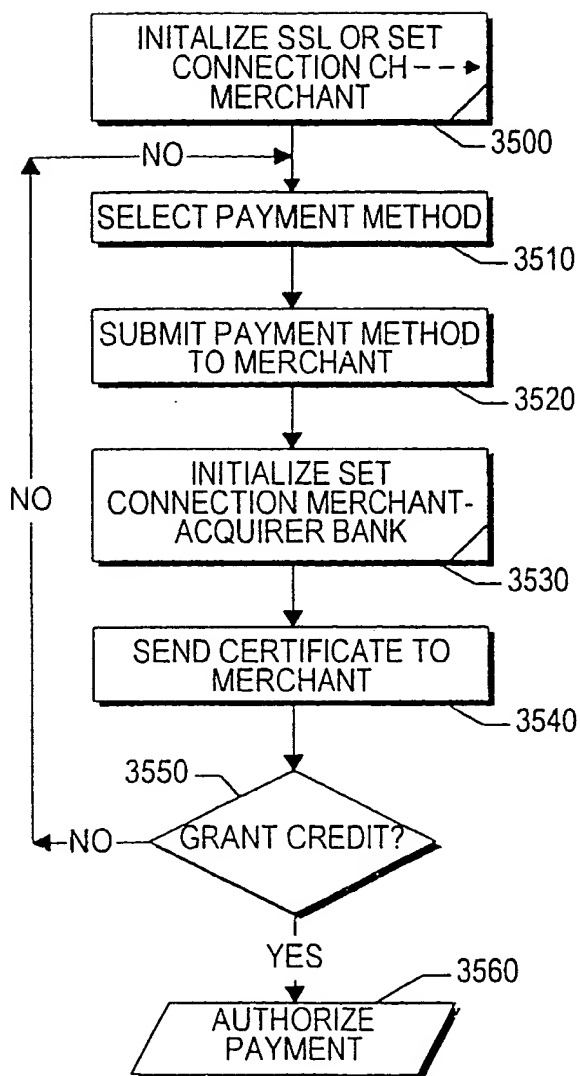 INITALIZE SSL OR SET
CONNECTION CH
MERCHANT
3500
NO
SELECT PAYMENT METHOD
3510
SUBMIT PAYMENT METHOD
TO MERCHANT
3520
NO
INITIALIZE SET
CONNECTION MERCHANT-
ACQUIRER BANK
3530
SEND CERTIFICATE TO
MERCHANT
3540
3550
NO
GRANT CREDIT?
YES
3560
AUTHORIZE
PAYMENT